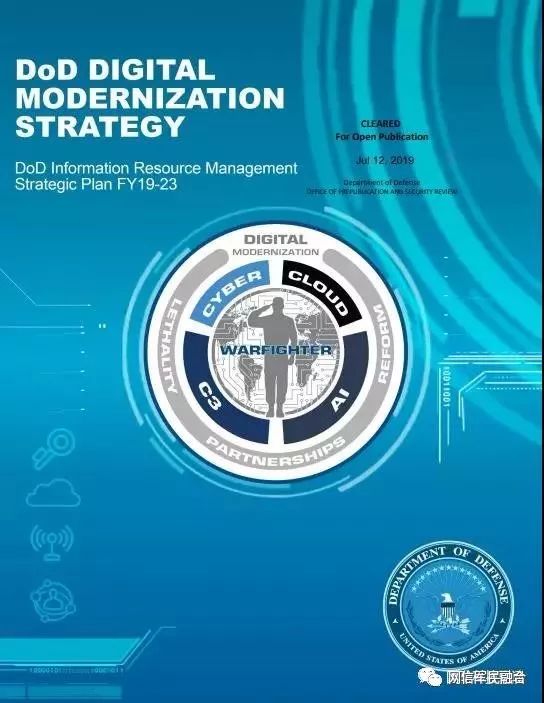 DoD DIGITAL
MODERNIZATION
STRATEGY
DoD Information Resource Management
Strategic Plan FY19-23
CLEARED
For Open Publication
Jul 12, 2019
Department of Defense
OFFICE OF PREPUBLICATION AND SECURITY REVIEW
DIGITAL
MODERNIZATION
CYBER
CLOUD
LETHALITY
WARFIGHTER
REFORM
C3
AI
PARTNERSHIPS
10011001
DEPARTMENT OF DEFENSE
UNITED STATES OF AMERICA
网信军民融合